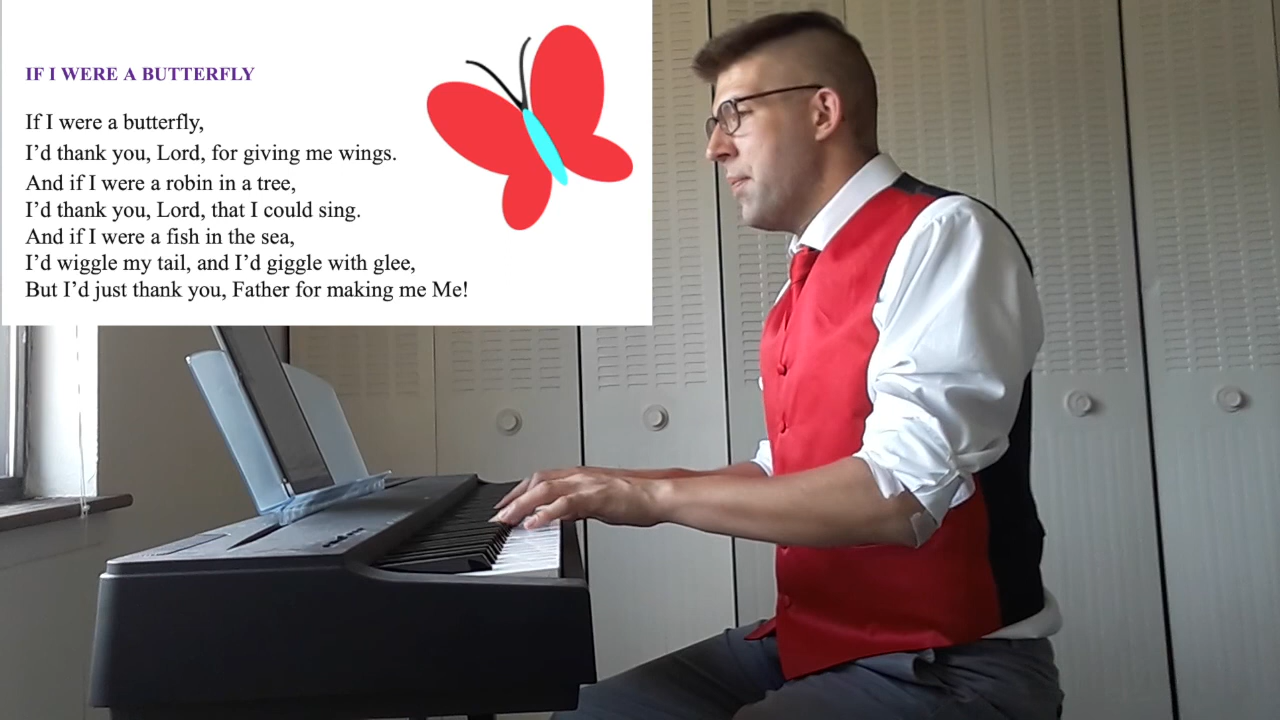 IF I WERE A BUTTERFLY
If I were a butterfly,
I’d thank you, Lord, for giving me wings.
And if I were a robin in a tree,
I’d thank you, Lord, that I could sing.
And if I were a fish in the sea,
I’d wiggle my tail, and I’d giggle with glee,
But I’d just thank you, Father for making me Me!